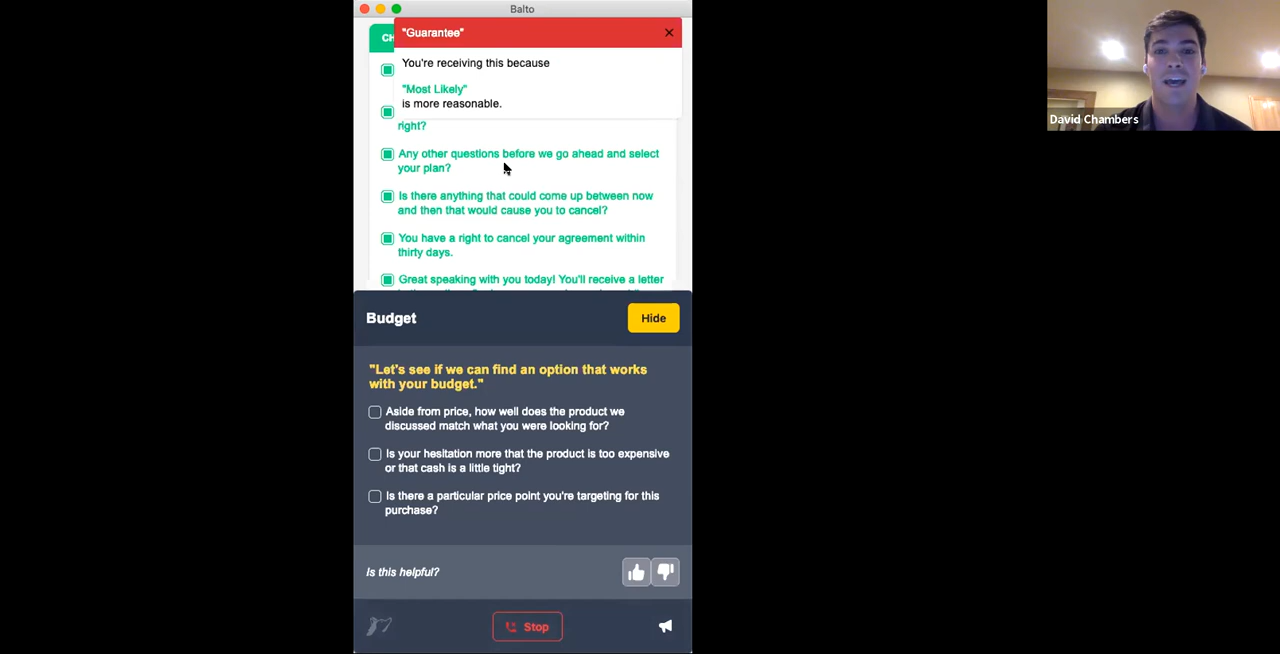 Balto
CH
"Guarantee"
You're receiving this because
"Most Likely"
is more reasonable.
right?
Any other questions before we go ahead and select
your plan?
Is there anything that could come up between now
and then that would cause you to cancel?
You have a right to cancel your agreement within
thirty days.
Great speaking with you today! You'll receive a letter
Budget
Hide
"Let's see if we can find an option that works
with your budget."
Aside from price, how well does the product we
discussed match what you were looking for?
Is your hesitation more that the product is too expensive
or that cash is a little tight?
Is there a particular price point you're targeting for this
purchase?
Is this helpful?
Stop
David Chambers